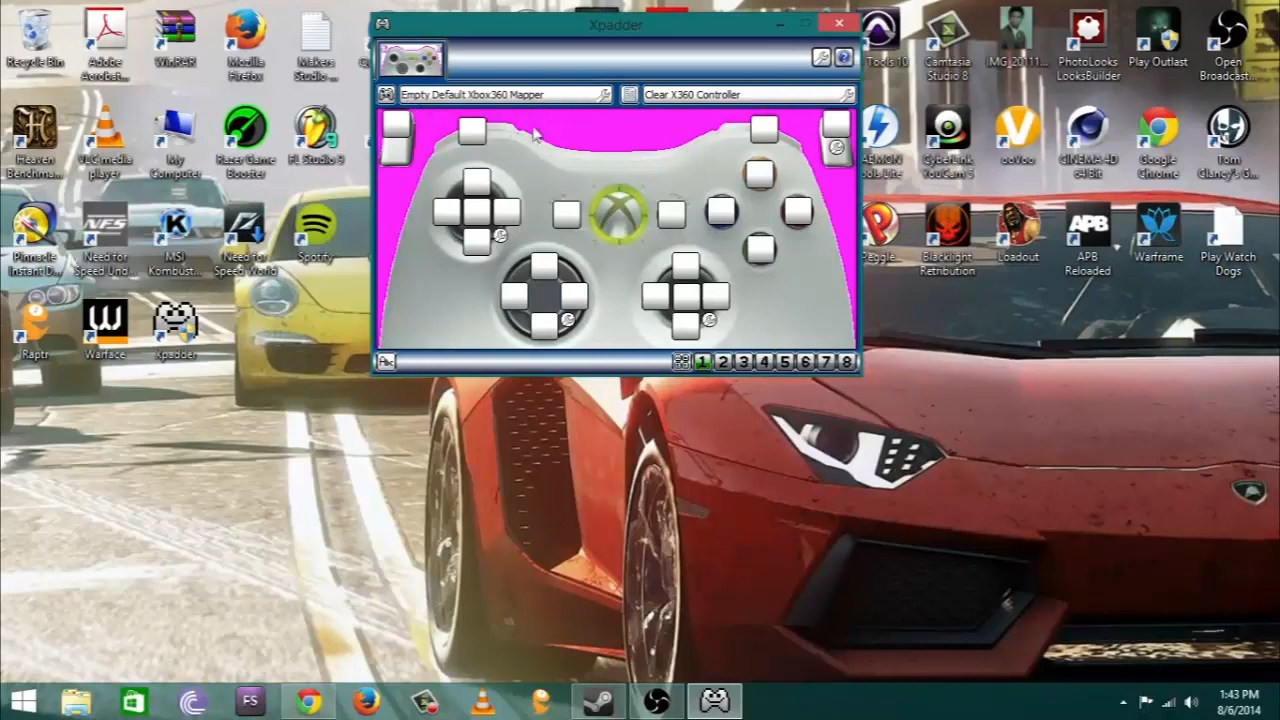 Xpadder
Empty Default Xbox360 Mapper
Clear X360 Controller
1 2 3 4 5 6 7 8
Recycle Bin
Adobe Acrobat...
WinRAR
Mozilla Firefox
Makers Studio -...
Tools 10
Camtasia Studio 8
IMG_20111...
PhotoLooks LooksBuilder
Play Outlast
Open Broadcast...
Heaven Benchma...
VLC media player
My Computer
Razer Game Booster
FL Studio 9
DAEMON Tools Lite
CyberLink YouCam 5
ooVoo
CINEMA 4D 64 Bit
Google Chrome
Tom Clancy's G...
Pinnacle Instant D...
NFS
Need for Speed Und...
MSI Kombust...
Need for Speed World
Spotify
Peggle
Blacklight Retribution
Loadout
APB
APB Reloaded
Warframe
Play Watch Dogs
Raptr
Warface
Xpadder
FS
1:43 PM
8/6/2014